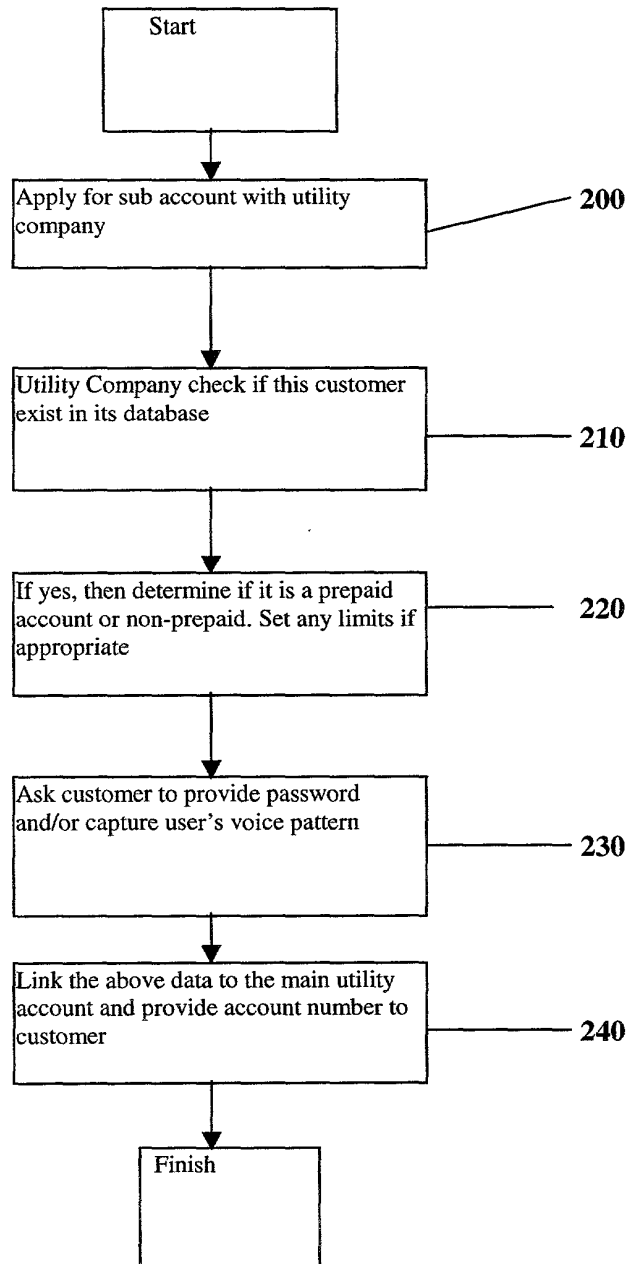 Start
Apply for sub account with utility
company
200
Utility Company check if this customer
exist in its database
210
If yes, then determine if it is a prepaid
account or non-prepaid. Set any limits if
appropriate
220
Ask customer to provide password
and/or capture user's voice pattern
230
Link the above data to the main utility
account and provide account number to
customer
240
Finish